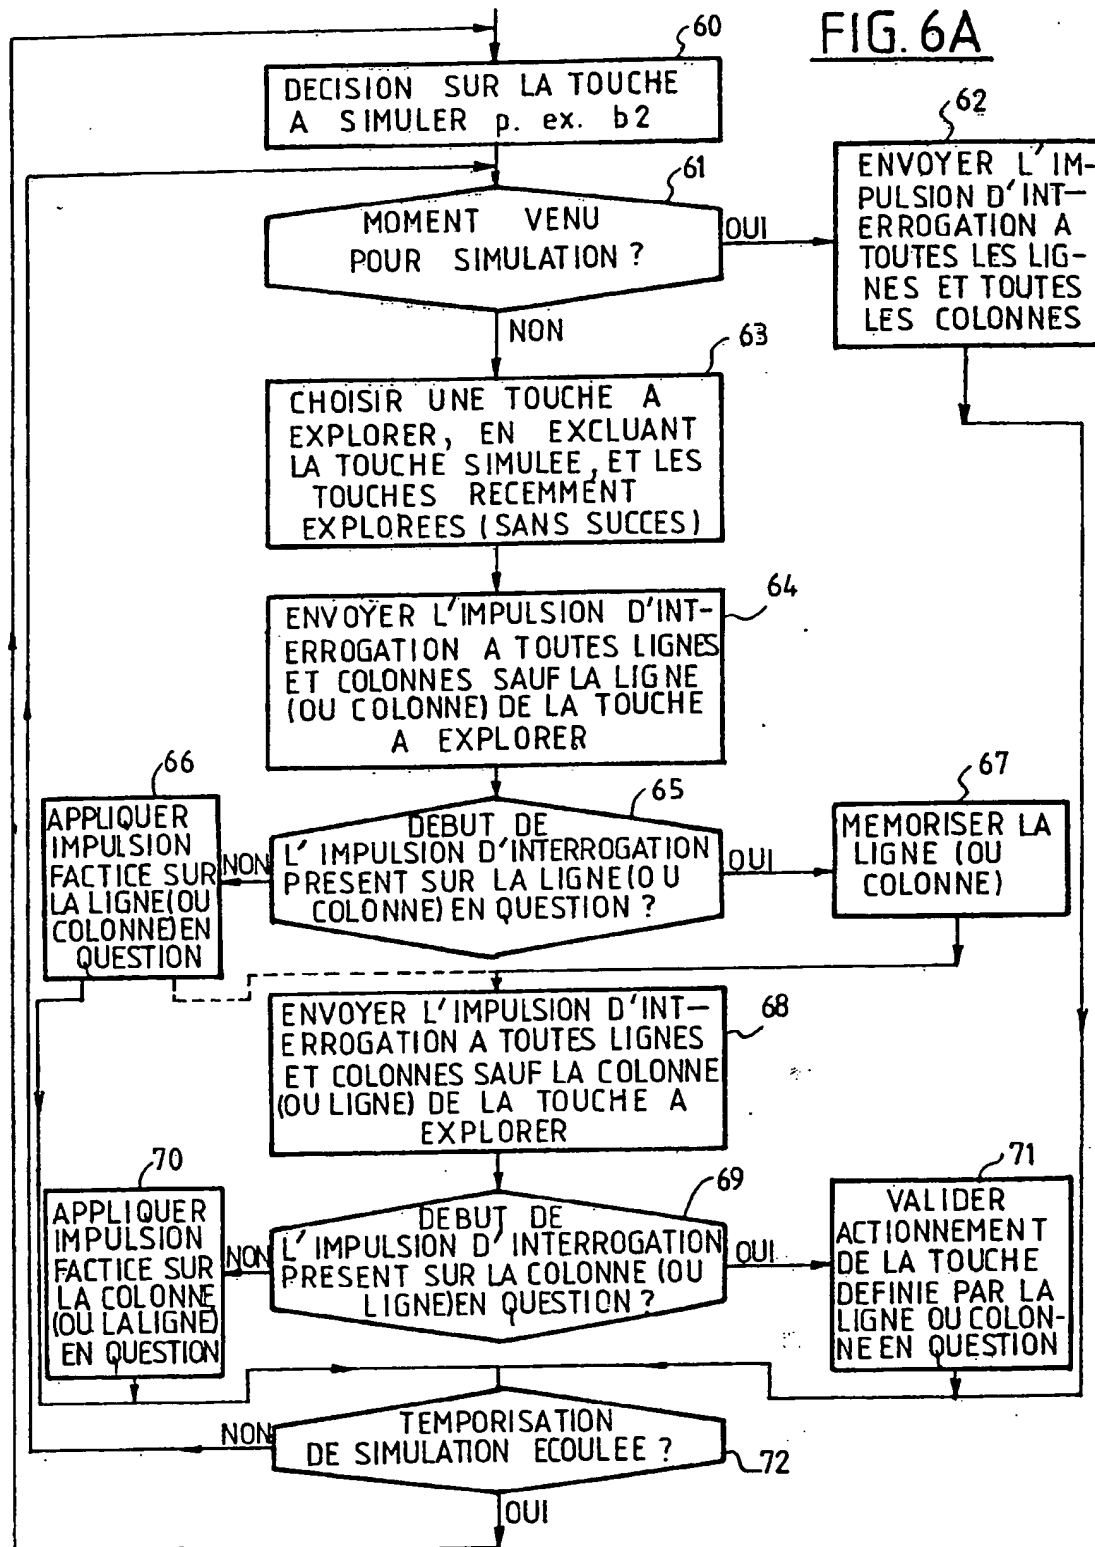 FIG. 6A
60
DECISION SUR LA TOUCHE
A SIMULER p. ex. b2
61
MOMENT VENU
POUR SIMULATION ?
OUI
NON
62
ENVOYER L'IM-
PULSION D'INT-
ERROGATION A
TOUTES LES LIG-
NES ET TOUTES
LES COLONNES
63
CHOISIR UNE TOUCHE A
EXPLORER, EN EXCLUANT
LA TOUCHE SIMULEE, ET LES
TOUCHES RECEMMENT
EXPLOREES (SANS SUCCES)
64
ENVOYER L'IMPULSION D'INT-
ERROGATION A TOUTES LIGNES
ET COLONNES SAUF LA LIGNE
(OU COLONNE) DE LA TOUCHE
A EXPLORER
65
DEBUT DE
L'IMPULSION D'INTERROGATION
PRESENT SUR LA LIGNE (OU
COLONNE) EN QUESTION ?
NON
OUI
66
APPLIQUER
IMPULSION
FACTICE SUR
LA LIGNE (OU
COLONNE) EN
QUESTION
67
MEMORISER LA
LIGNE (OU
COLONNE)
68
ENVOYER L'IMPULSION D'INT-
ERROGATION A TOUTES LIGNES
ET COLONNES SAUF LA COLONNE
(OU LIGNE) DE LA TOUCHE A
EXPLORER
69
DEBUT DE
L'IMPULSION D'INTERROGATION
PRESENT SUR LA COLONNE (OU
LIGNE) EN QUESTION ?
NON
OUI
70
APPLIQUER
IMPULSION
FACTICE SUR
LA COLONNE
(OU LA LIGNE)
EN QUESTION
71
VALIDER
ACTIONNEMENT
DE LA TOUCHE
DEFINIE PAR LA
LIGNE OU COLON-
NE EN QUESTION
72
TEMPORISATION
DE SIMULATION ECOULEE ?
NON
OUI